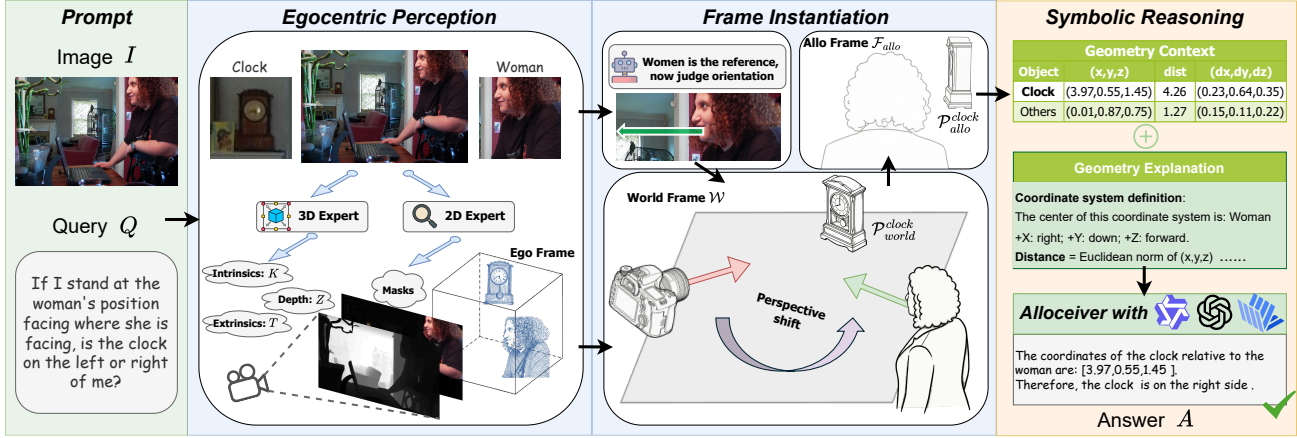 Prompt
Image I
Query Q
If I stand at the
woman's position
facing where she is
facing, is the clock
on the left or right
of me?
Egocentric Perception
Clock
Woman
3D Expert
2D Expert
Intrinsics: K
Depth: Z
Extrinsics: T
Masks
Ego Frame
Frame Instantiation
Women is the reference,
now judge orientation
Allo Frame F_allo
P^clock_allo
World Frame W
P^clock_world
Perspective
shift
Symbolic Reasoning
Geometry Context
Object (x,y,z) dist (dx,dy,dz)
Clock (3.97,0.55,1.45) 4.26 (0.23,0.64,0.35)
Others (0.01,0.87,0.75) 1.27 (0.15,0.11,0.22)
Geometry Explanation
Coordinate system definition:
The center of this coordinate system is: Woman
+X: right; +Y: down; +Z: forward.
Distance = Euclidean norm of (x,y,z) ……
Alloceiver with
The coordinates of the clock relative to the
woman are: [3.97,0.55,1.45 ].
Therefore, the clock is on the right side .
Answer A